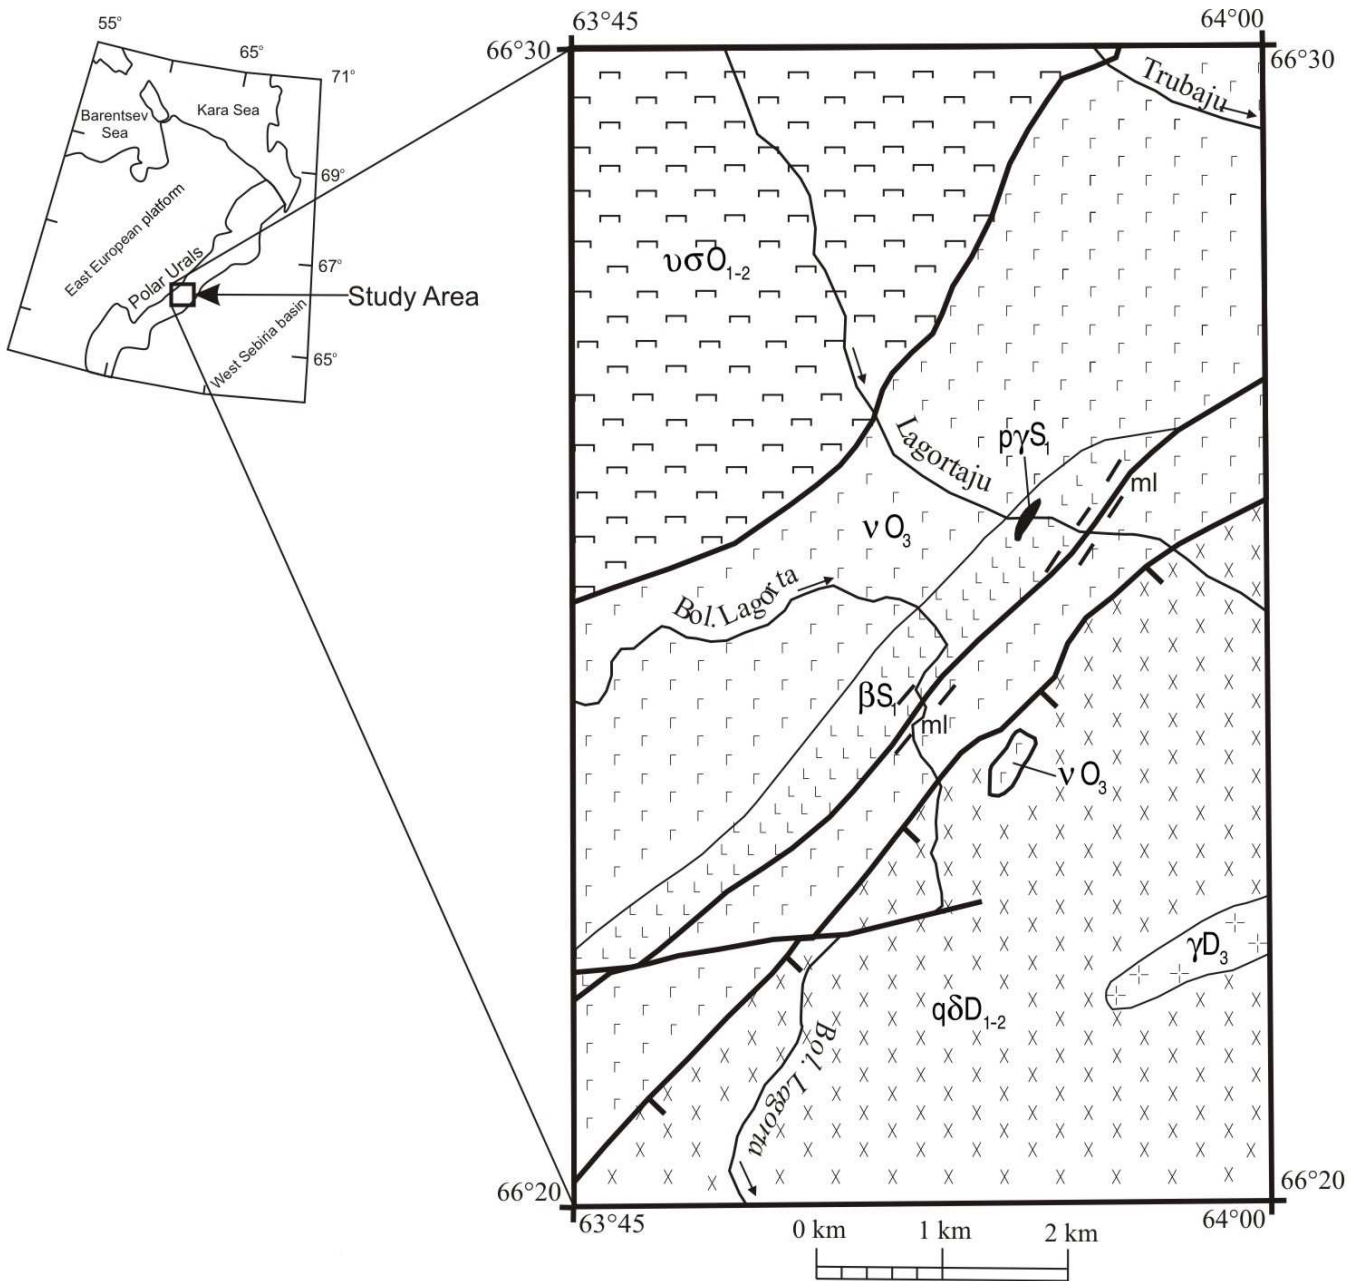 55°
65°
71°
Barentsev
Sea
Kara Sea
69°
East European platform
67°
Polar Urals
Study Area
West Sebiria basin
65°
63°45
64°00
66°30
66°30
Trubaju
υσO1-2
Lagortaju
pγS1
ml
ν O3
Bol. Lagorta
βS1
ml
ν O3
γD3
qδD1-2
Bol. Lagorta
66°20
66°20
63°45
64°00
0 km
1 km
2 km